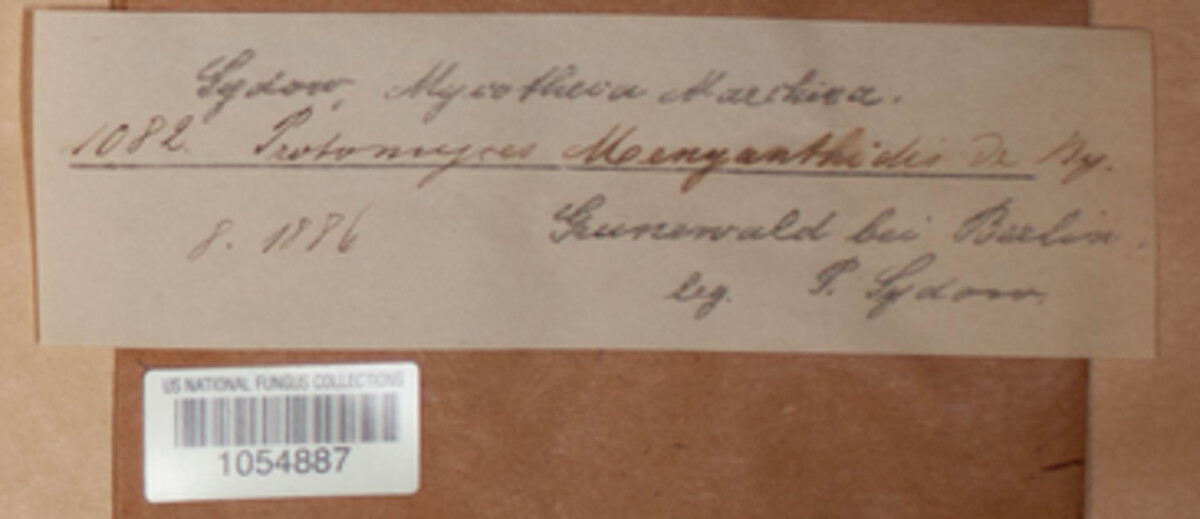 Sydow, Mycotheca Marchica.
1082. Protomyces Menyanthidis De By.
8. 1886 Grunewald bei Berlin.
leg. P. Sydow.
US NATIONAL FUNGUS COLLECTIONS
1054887